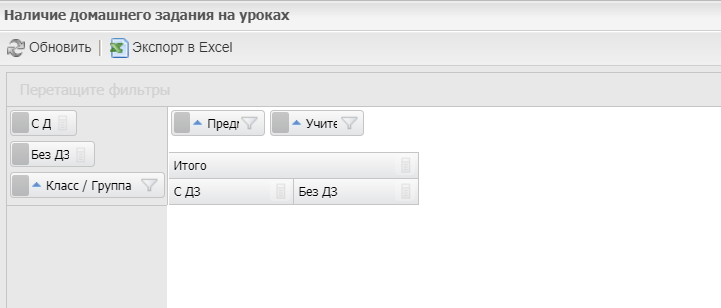 Наличие домашнего задания на уроках
Обновить Экспорт в Excel
Перетащите фильтры
С Д Предм Учите
Без ДЗ
Итого
Класс / Группа С ДЗ Без ДЗ